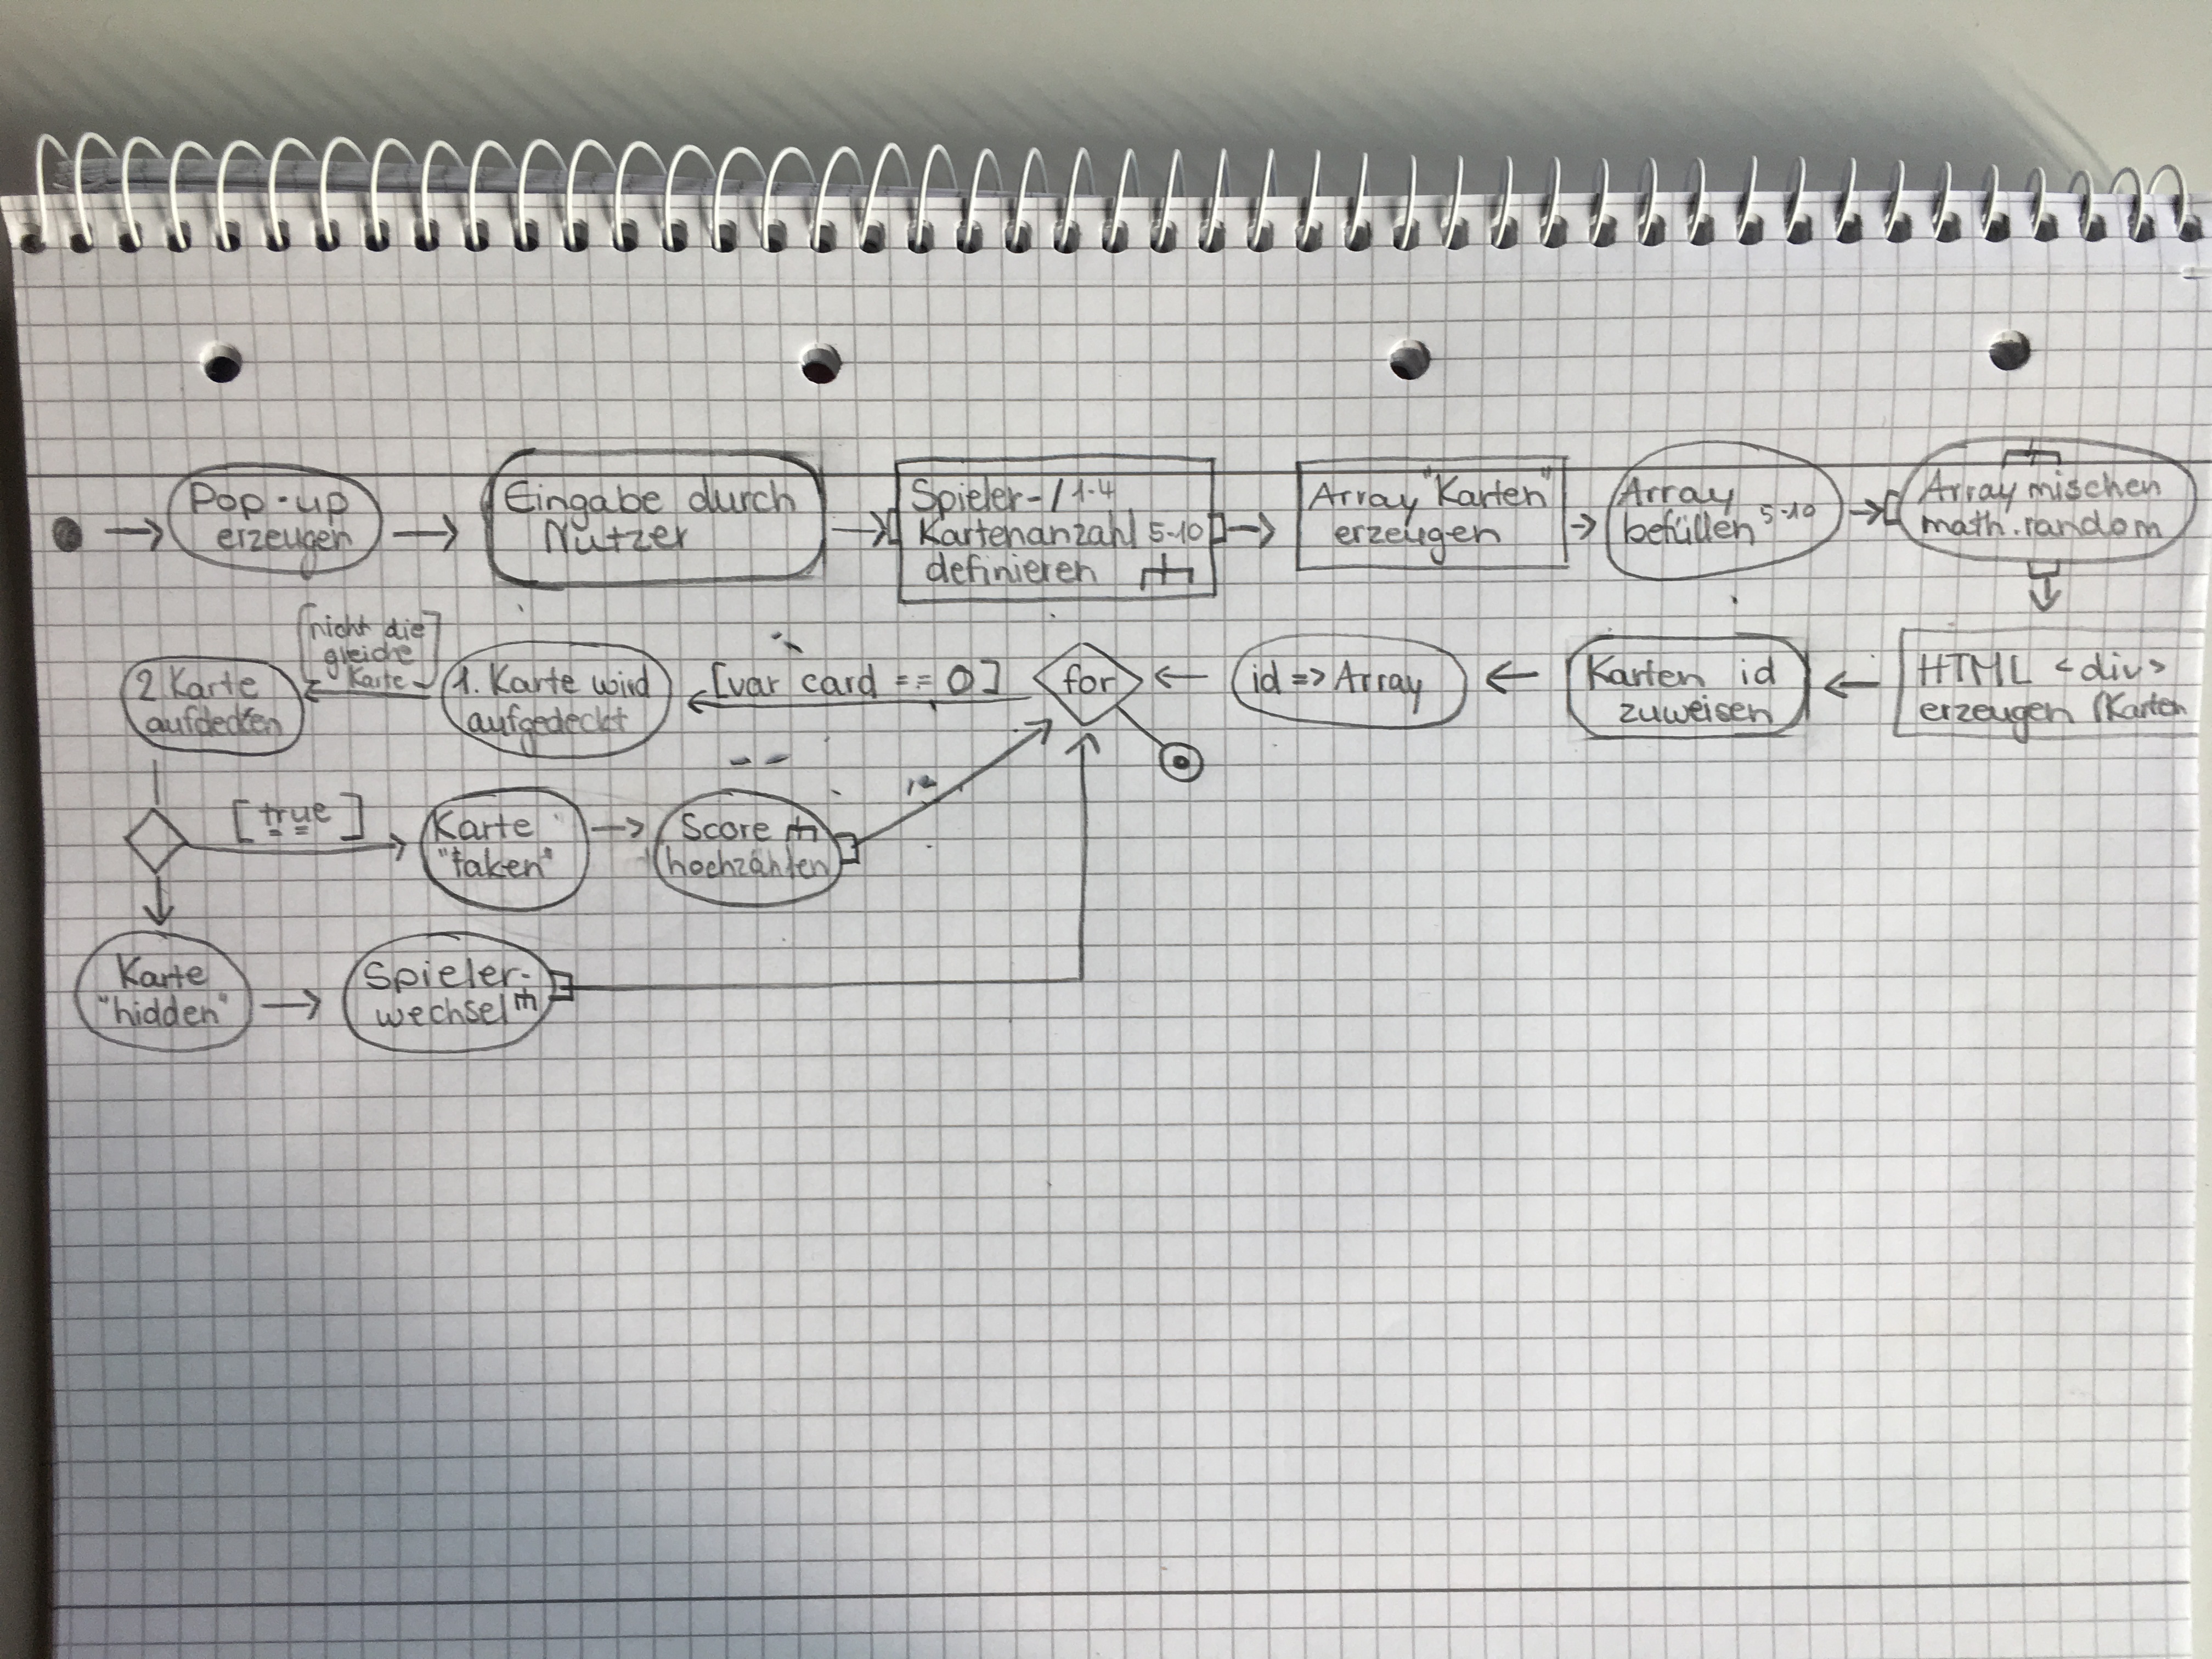 Pop-up
erzeugen
Eingabe durch
Nutzer
Spieler-/ 1-4
Kartenanzahl 5-10
definieren
Array "Karten"
erzeugen
Array
befüllen 5-10
Array mischen
math.random
HTML <div>
erzeugen (Karten
Karten id
zuweisen
id => Array
for
[var card == 0]
1. Karte wird
aufgedeckt
[nicht die
gleiche
Karte]
2 Karte
aufdecken
[true]
Karte
"taken"
Score
hochzählen
Karte
"hidden"
Spieler-
wechsel